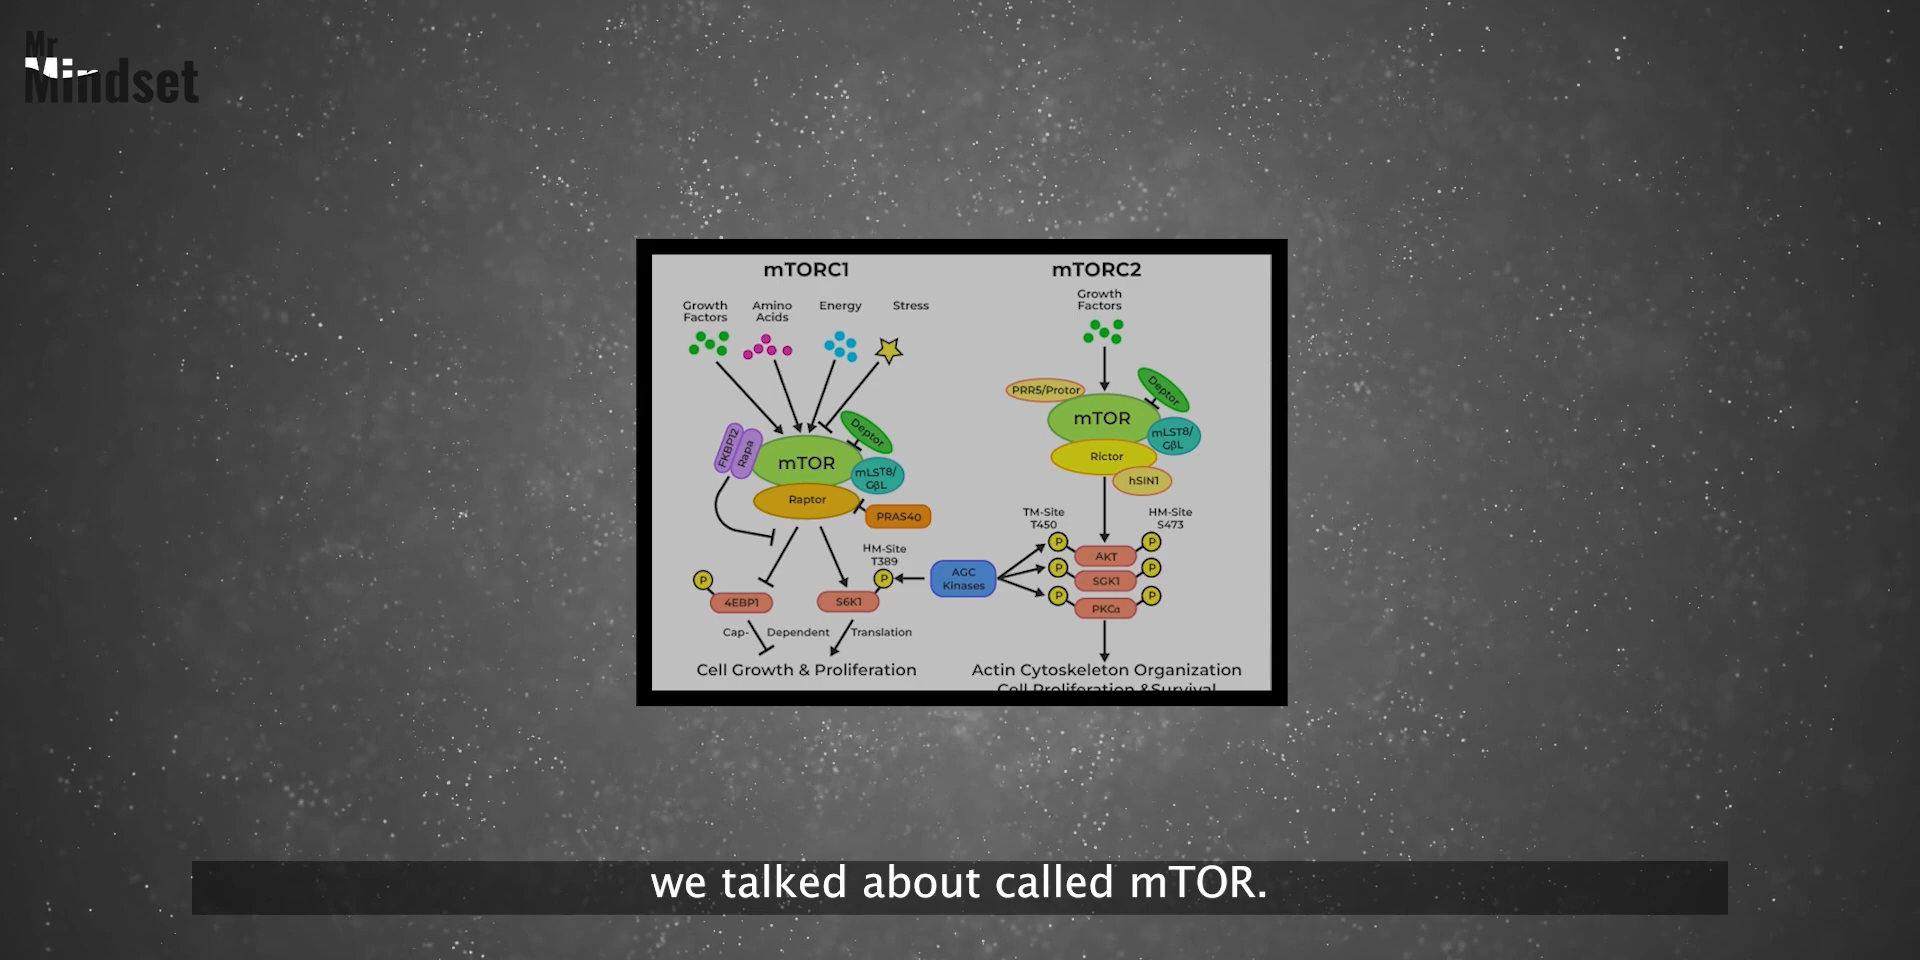 Mr
Mindset
mTORC1
mTORC2
Growth
Factors
Amino
Acids
Energy
Stress
Growth
Factors
PRR5/Protor
Deptor
mTOR
mLST8/
GβL
Rictor
hSIN1
FKBP12
Rapa
Deptor
mTOR
mLST8/
GβL
Raptor
PRAS40
TM-Site
T450
HM-Site
S473
HM-Site
T389
P
P
AKT
P
P
SGK1
P
P
PKCα
AGC
Kinases
P
4EBP1
P
S6K1
Cap- Dependent Translation
Cell Growth & Proliferation
Actin Cytoskeleton Organization
Cell Proliferation &Survival
we talked about called mTOR.